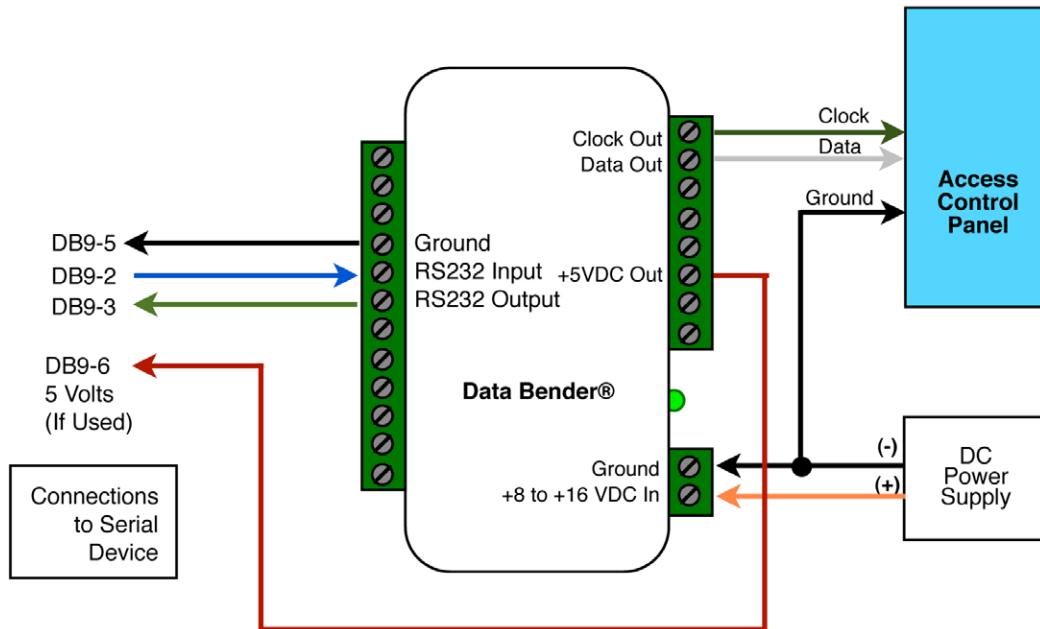 Clock Out
Data Out
Clock
Data
Ground
Access
Control
Panel
DB9-5
DB9-2
DB9-3
Ground
RS232 Input
RS232 Output
+5VDC Out
DB9-6
5 Volts
(If Used)
Data Bender®
Ground
+8 to +16 VDC In
(-)
(+)
DC
Power
Supply
Connections
to Serial
Device